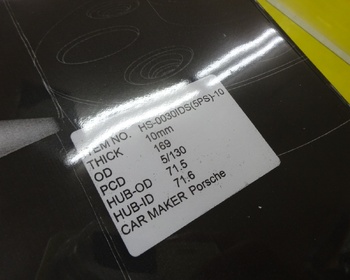 ITEM NO. HS-0030IDS(5PS)-10
THICK 10mm
OD 169
PCD 5/130
HUB-OD 71.5
HUB-ID 71.6
CAR MAKER Porsche